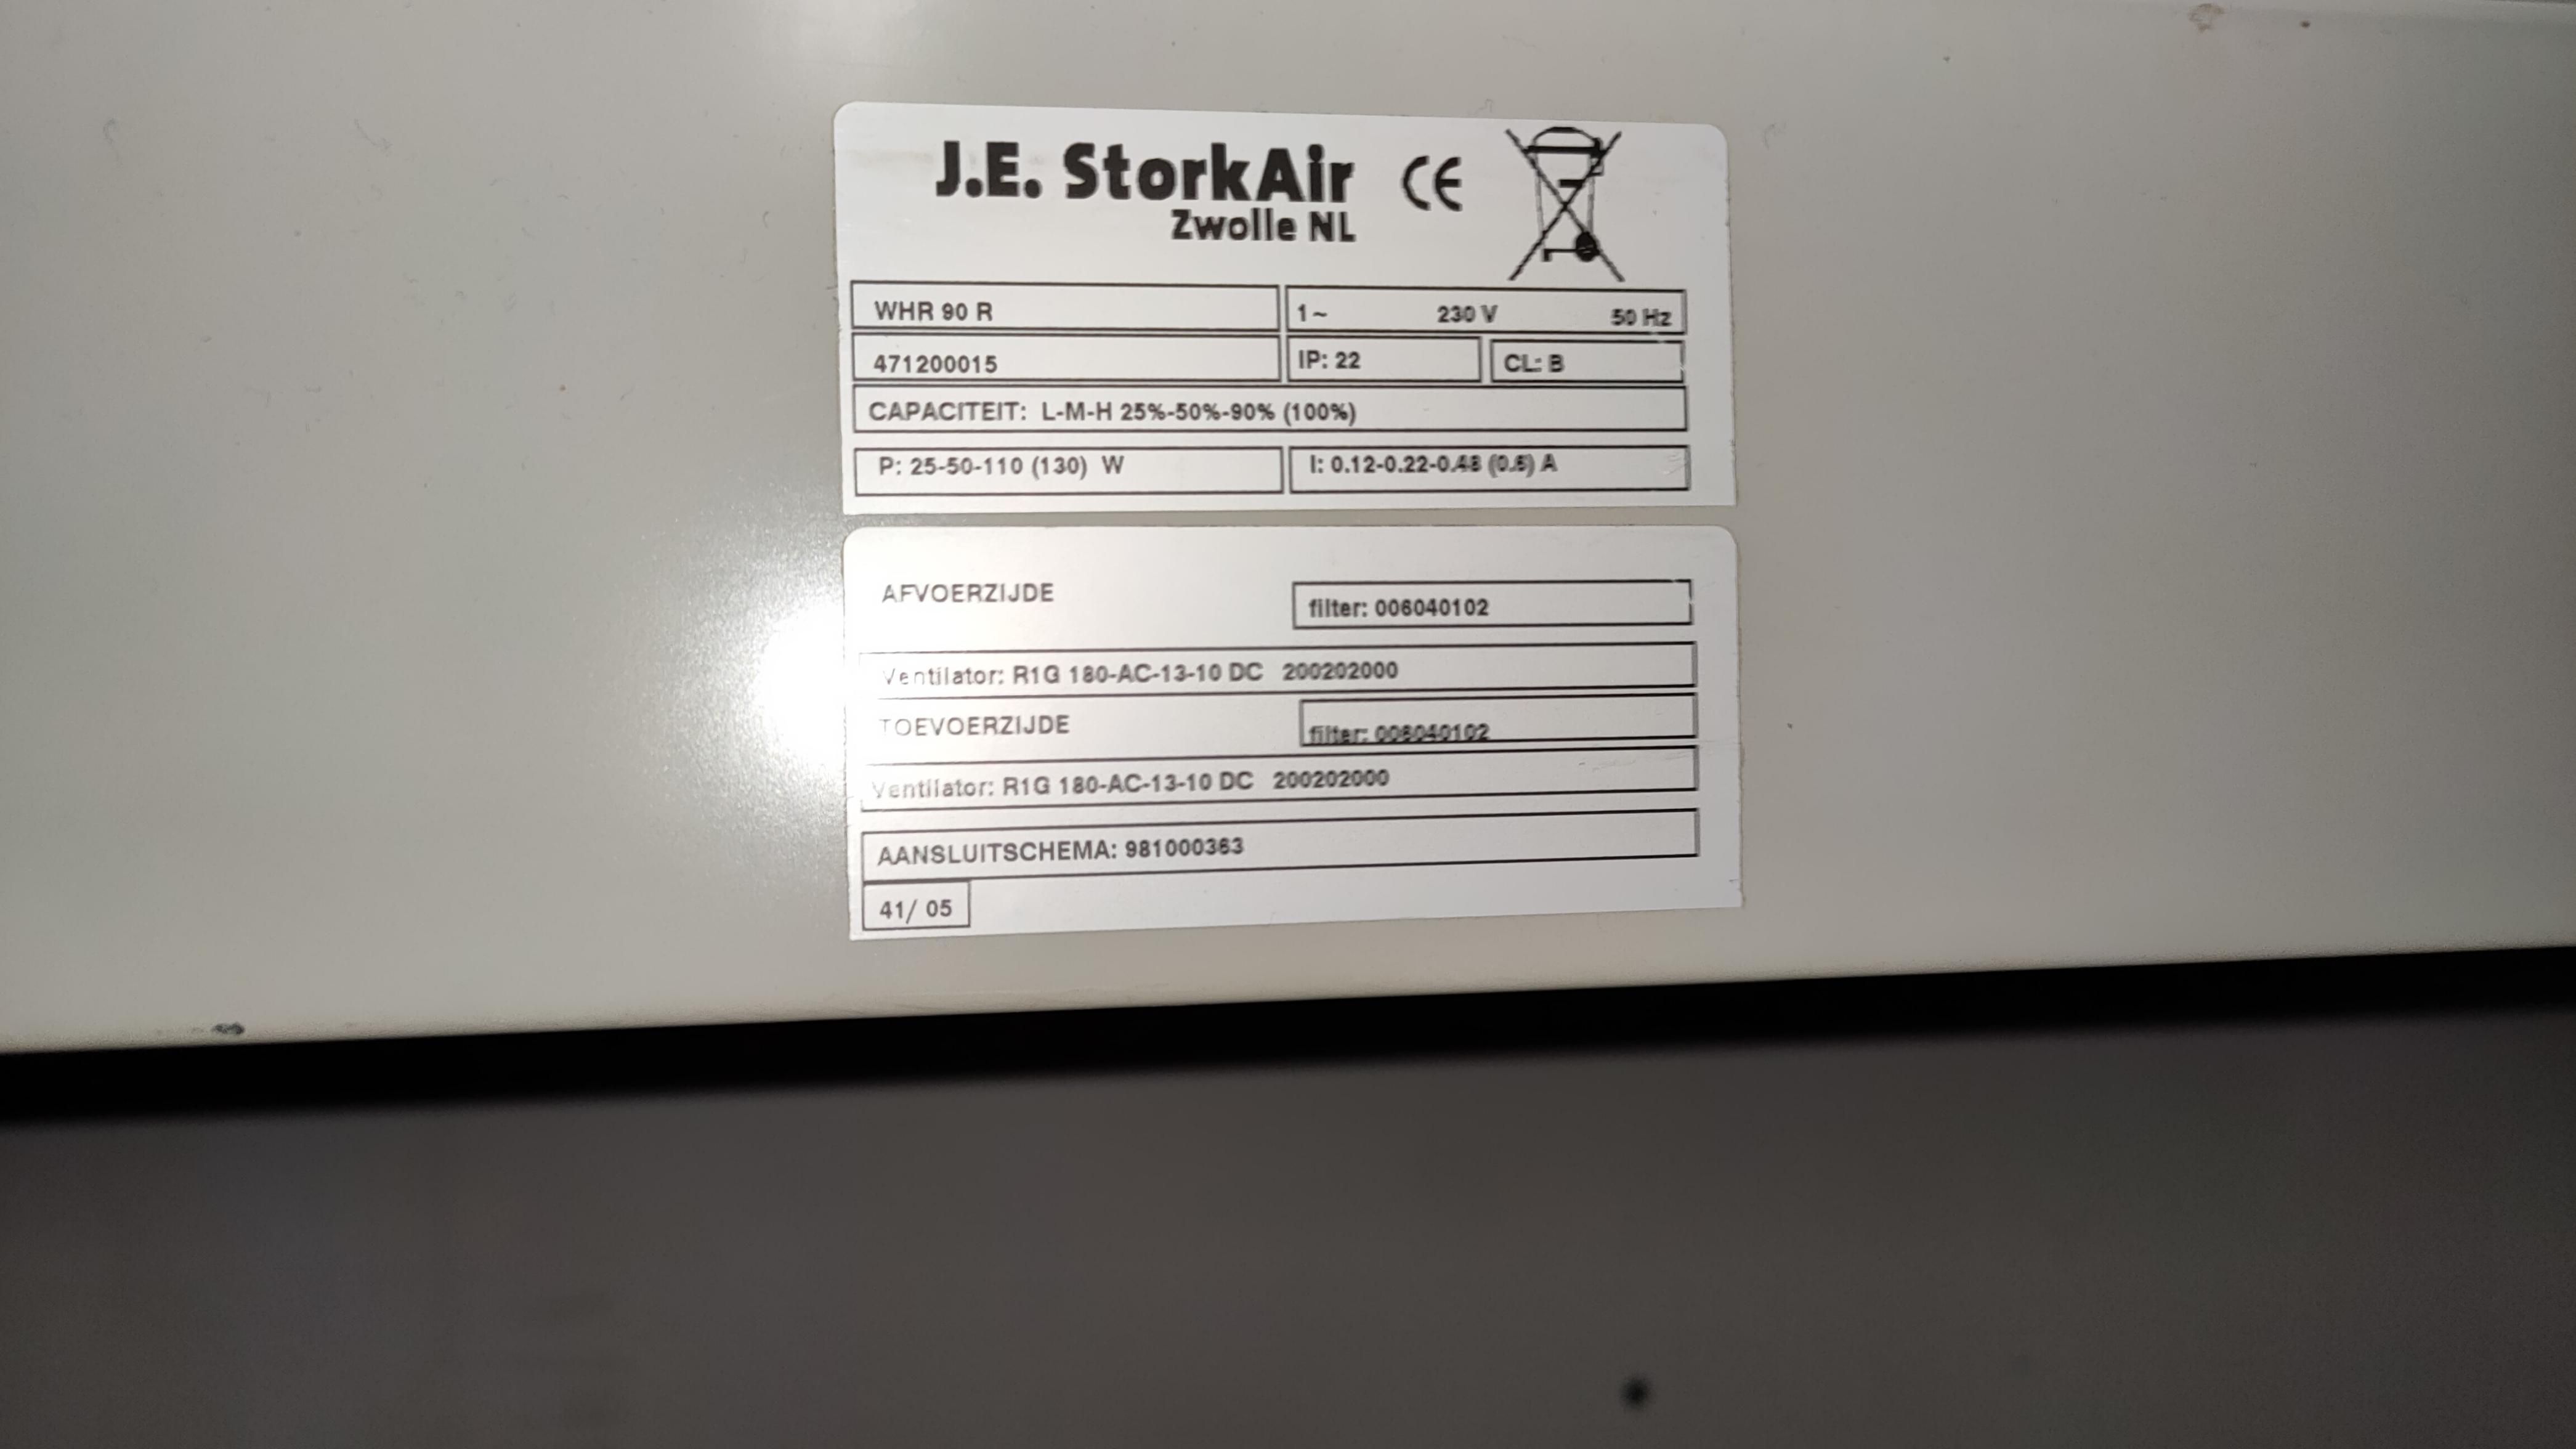 J.E. StorkAir CE
Zwolle NL
WHR 90 R 1~ 230 V 50 Hz
471200015 IP: 22 CL: B
CAPACITEIT: L-M-H 25%-50%-90% (100%)
P: 25-50-110 (130) W I: 0.12-0.22-0.48 (0.6) A
AFVOERZIJDE filter: 006040102
Ventilator: R1G 180-AC-13-10 DC 200202000
TOEVOERZIJDE filter: 006040102
Ventilator: R1G 180-AC-13-10 DC 200202000
AANSLUITSCHEMA: 981000363
41/ 05